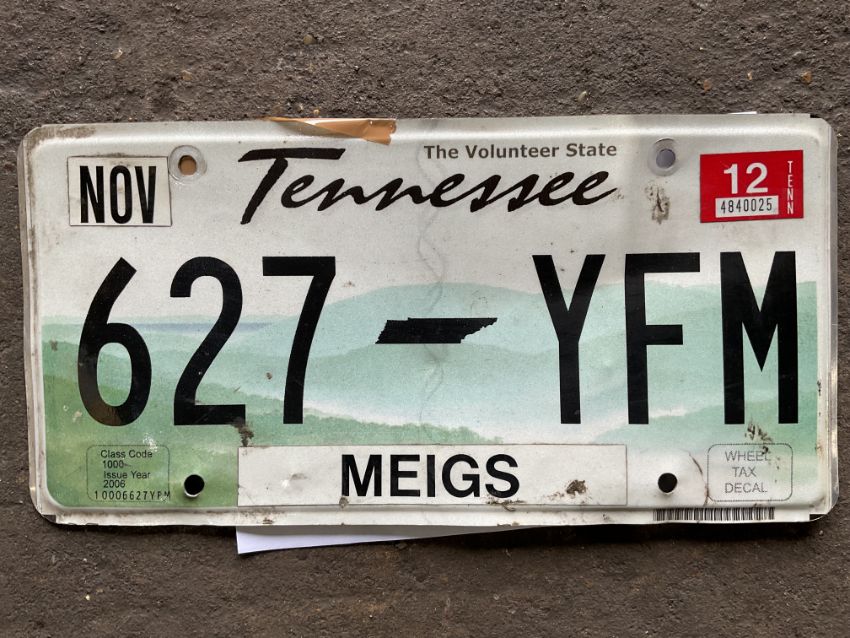 The Volunteer State
Tennessee
NOV
12
TENN
4840025
627 YFM
Class Code
1000
Issue Year
2006
10006627YFM
MEIGS
WHEEL
TAX
DECAL